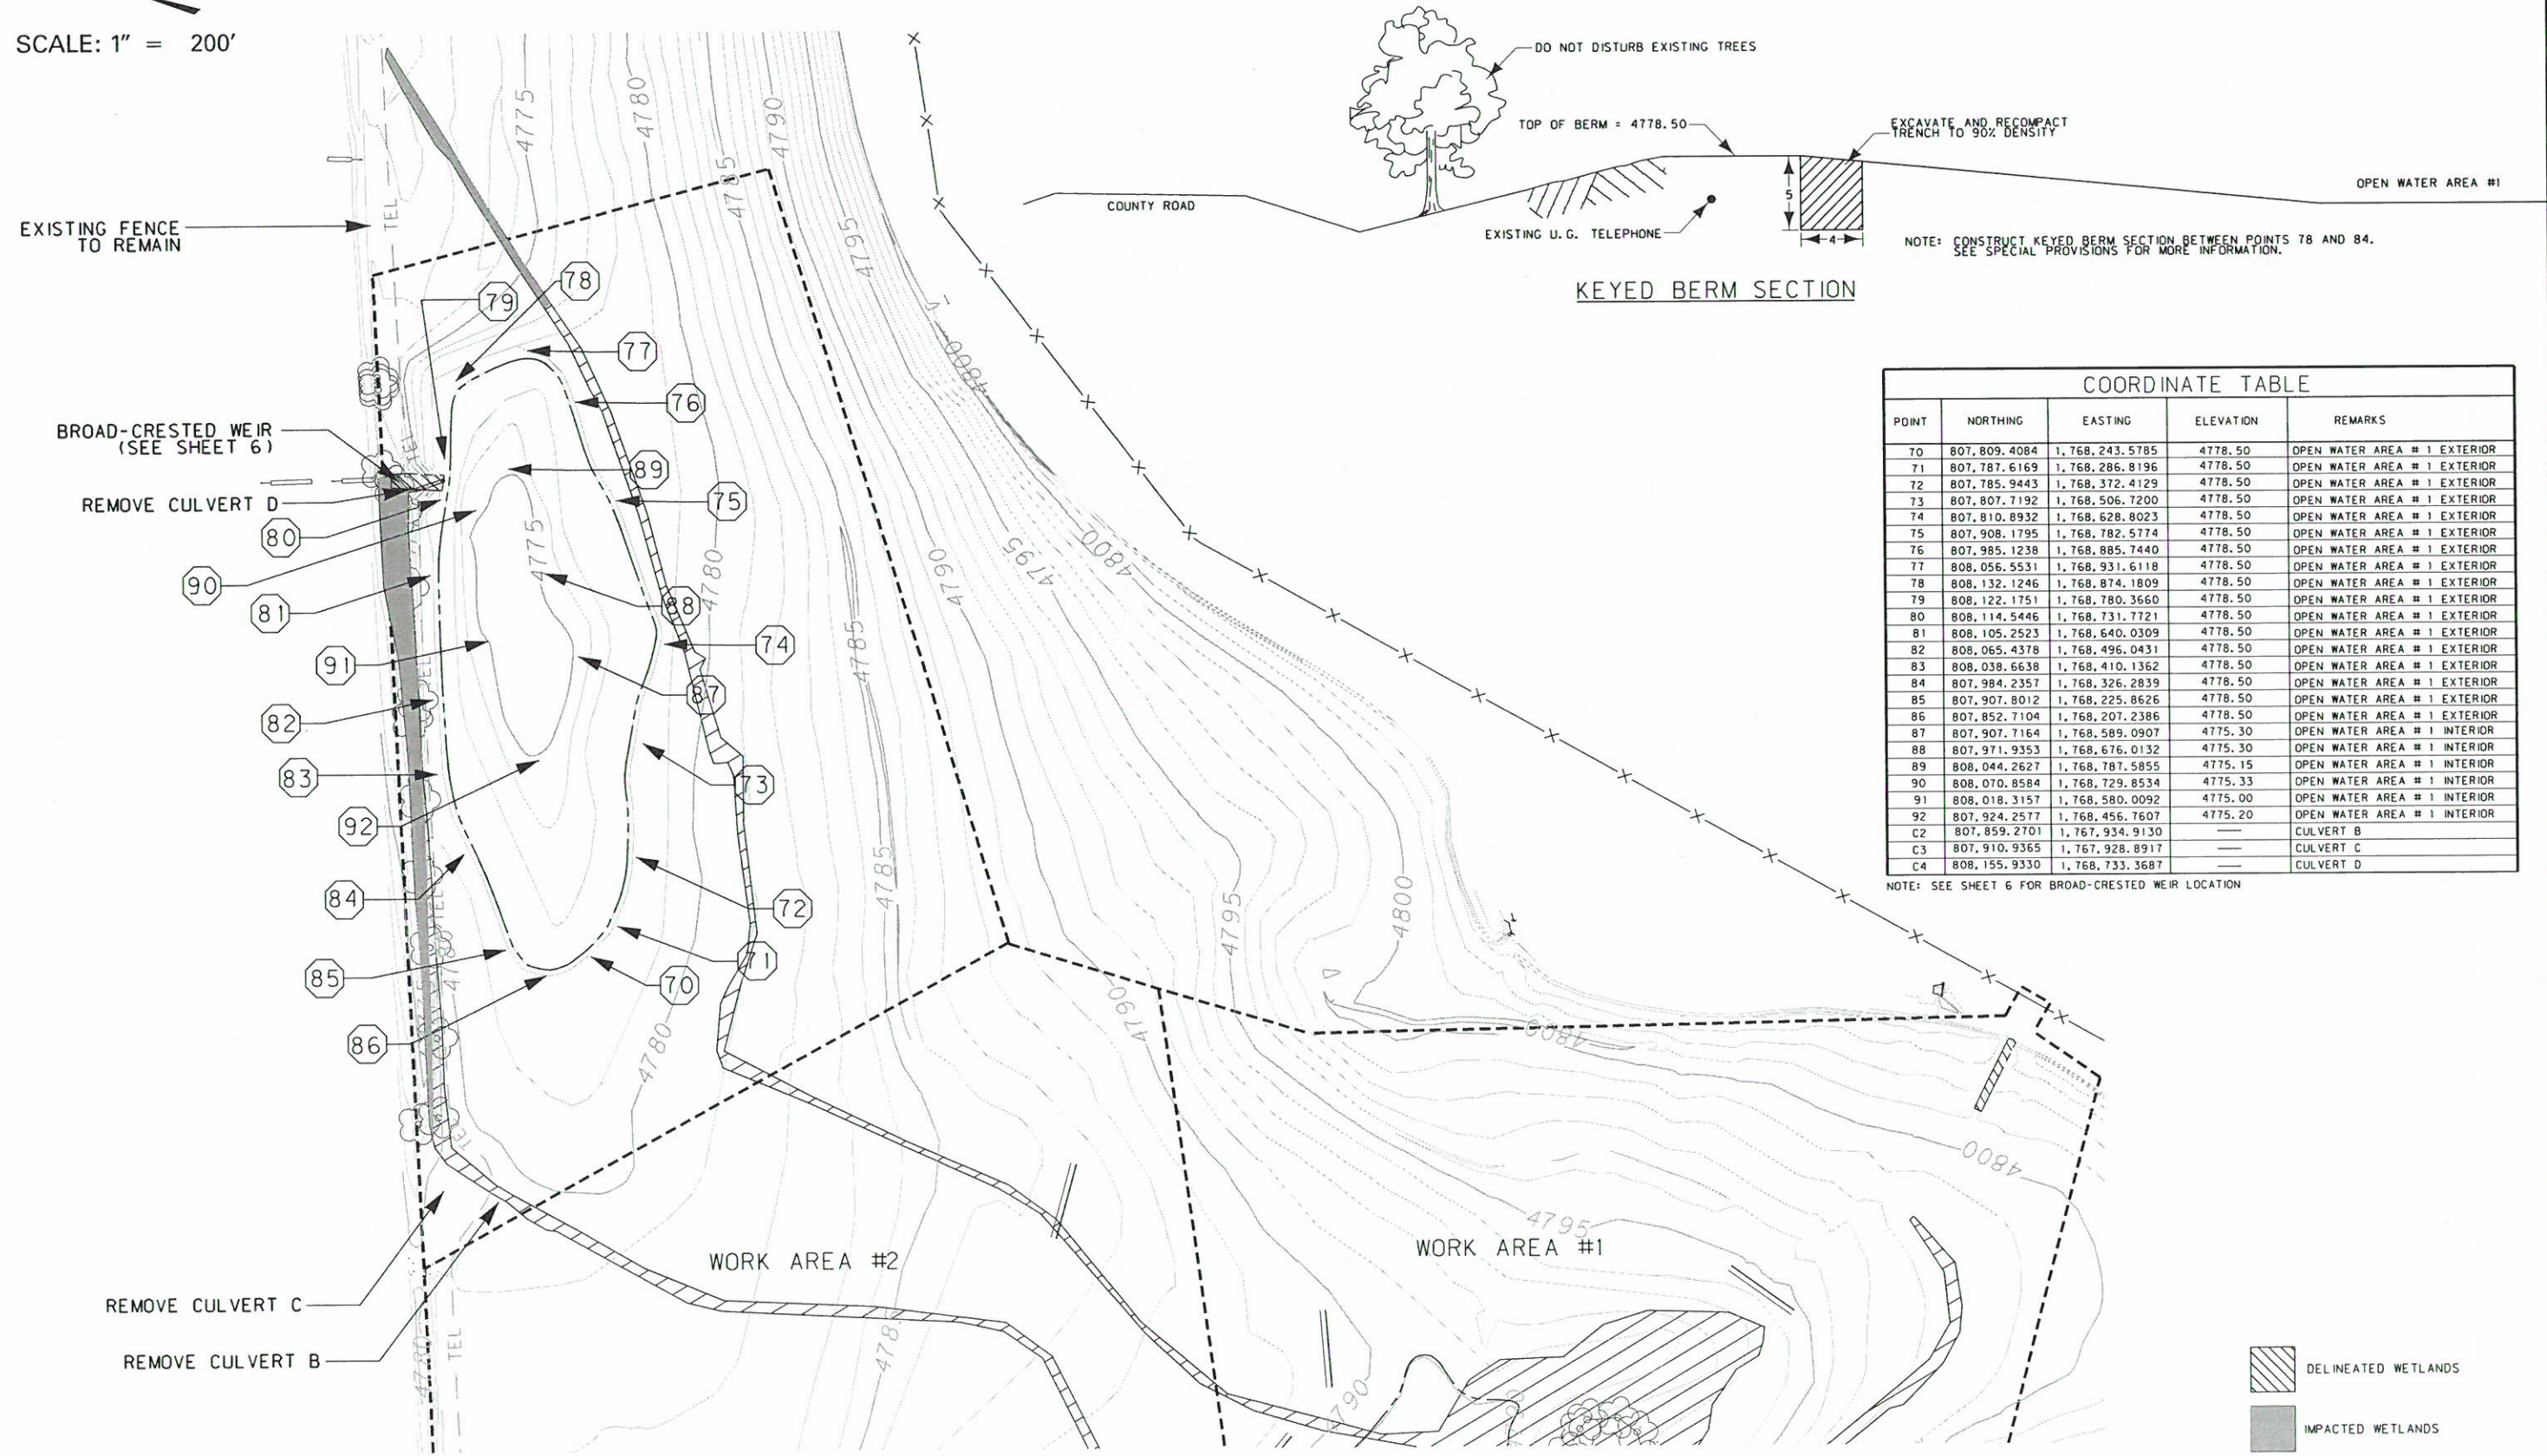 SCALE: 1" = 200'
EXISTING FENCE
TO REMAIN
BROAD-CRESTED WEIR
(SEE SHEET 6)
REMOVE CULVERT D
REMOVE CULVERT C
REMOVE CULVERT B
TEL
TEL
TEL
TEL
4775
4780
4785
4790
4795
4800
79
78
77
76
89
75
80
90
81
88
91
74
87
82
83
73
92
84
72
71
85
70
86
4775
4780
4785
4785
4790
4795
4800
4780
4790
4795
4800
4800
4800
4795
4790
4780
WORK AREA #2
WORK AREA #1
DO NOT DISTURB EXISTING TREES
TOP OF BERM = 4778.50
EXCAVATE AND RECOMPACT
TRENCH TO 90% DENSITY
OPEN WATER AREA #1
COUNTY ROAD
5
4
EXISTING U.G. TELEPHONE
NOTE: CONSTRUCT KEYED BERM SECTION BETWEEN POINTS 78 AND 84.
SEE SPECIAL PROVISIONS FOR MORE INFORMATION.
KEYED BERM SECTION
COORDINATE TABLE
POINT NORTHING EASTING ELEVATION REMARKS
70 807,809.4084 1,768,243.5785 4778.50 OPEN WATER AREA # 1 EXTERIOR
71 807,787.6169 1,768,286.8196 4778.50 OPEN WATER AREA # 1 EXTERIOR
72 807,785.9443 1,768,372.4129 4778.50 OPEN WATER AREA # 1 EXTERIOR
73 807,807.7192 1,768,506.7200 4778.50 OPEN WATER AREA # 1 EXTERIOR
74 807,810.8932 1,768,628.8023 4778.50 OPEN WATER AREA # 1 EXTERIOR
75 807,908.1795 1,768,782.5774 4778.50 OPEN WATER AREA # 1 EXTERIOR
76 807,985.1238 1,768,885.7440 4778.50 OPEN WATER AREA # 1 EXTERIOR
77 808,056.5531 1,768,931.6118 4778.50 OPEN WATER AREA # 1 EXTERIOR
78 808,132.1246 1,768,874.1809 4778.50 OPEN WATER AREA # 1 EXTERIOR
79 808,122.1751 1,768,780.3660 4778.50 OPEN WATER AREA # 1 EXTERIOR
80 808,114.5446 1,768,731.7721 4778.50 OPEN WATER AREA # 1 EXTERIOR
81 808,105.2523 1,768,640.0309 4778.50 OPEN WATER AREA # 1 EXTERIOR
82 808,065.4378 1,768,496.0431 4778.50 OPEN WATER AREA # 1 EXTERIOR
83 808,038.6638 1,768,410.1362 4778.50 OPEN WATER AREA # 1 EXTERIOR
84 807,984.2357 1,768,326.2839 4778.50 OPEN WATER AREA # 1 EXTERIOR
85 807,907.8012 1,768,225.8626 4778.50 OPEN WATER AREA # 1 EXTERIOR
86 807,852.7104 1,768,207.2386 4778.50 OPEN WATER AREA # 1 EXTERIOR
87 807,907.7164 1,768,589.0907 4775.30 OPEN WATER AREA # 1 INTERIOR
88 807,971.9353 1,768,676.0132 4775.30 OPEN WATER AREA # 1 INTERIOR
89 808,044.2627 1,768,787.5855 4775.15 OPEN WATER AREA # 1 INTERIOR
90 808,070.8584 1,768,729.8534 4775.33 OPEN WATER AREA # 1 INTERIOR
91 808,018.3157 1,768,580.0092 4775.00 OPEN WATER AREA # 1 INTERIOR
92 807,924.2577 1,768,456.7607 4775.20 OPEN WATER AREA # 1 INTERIOR
C2 807,859.2701 1,767,934.9130 — CULVERT B
C3 807,910.9365 1,767,928.8917 — CULVERT C
C4 808,155.9330 1,768,733.3687 — CULVERT D
NOTE: SEE SHEET 6 FOR BROAD-CRESTED WEIR LOCATION
DELINEATED WETLANDS
IMPACTED WETLANDS